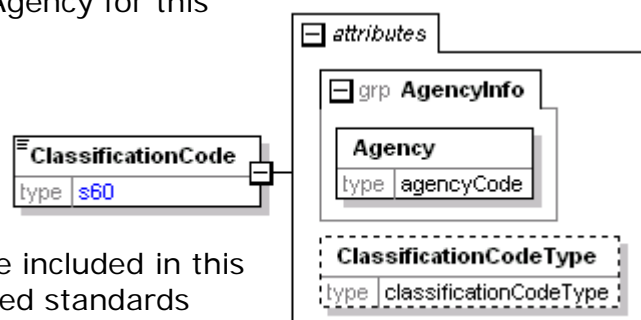 Agency for this
attributes
grp AgencyInfo
Agency
type agencyCode
ClassificationCode
type s60
e included in this
ed standards
ClassificationCodeType
type classificationCodeType